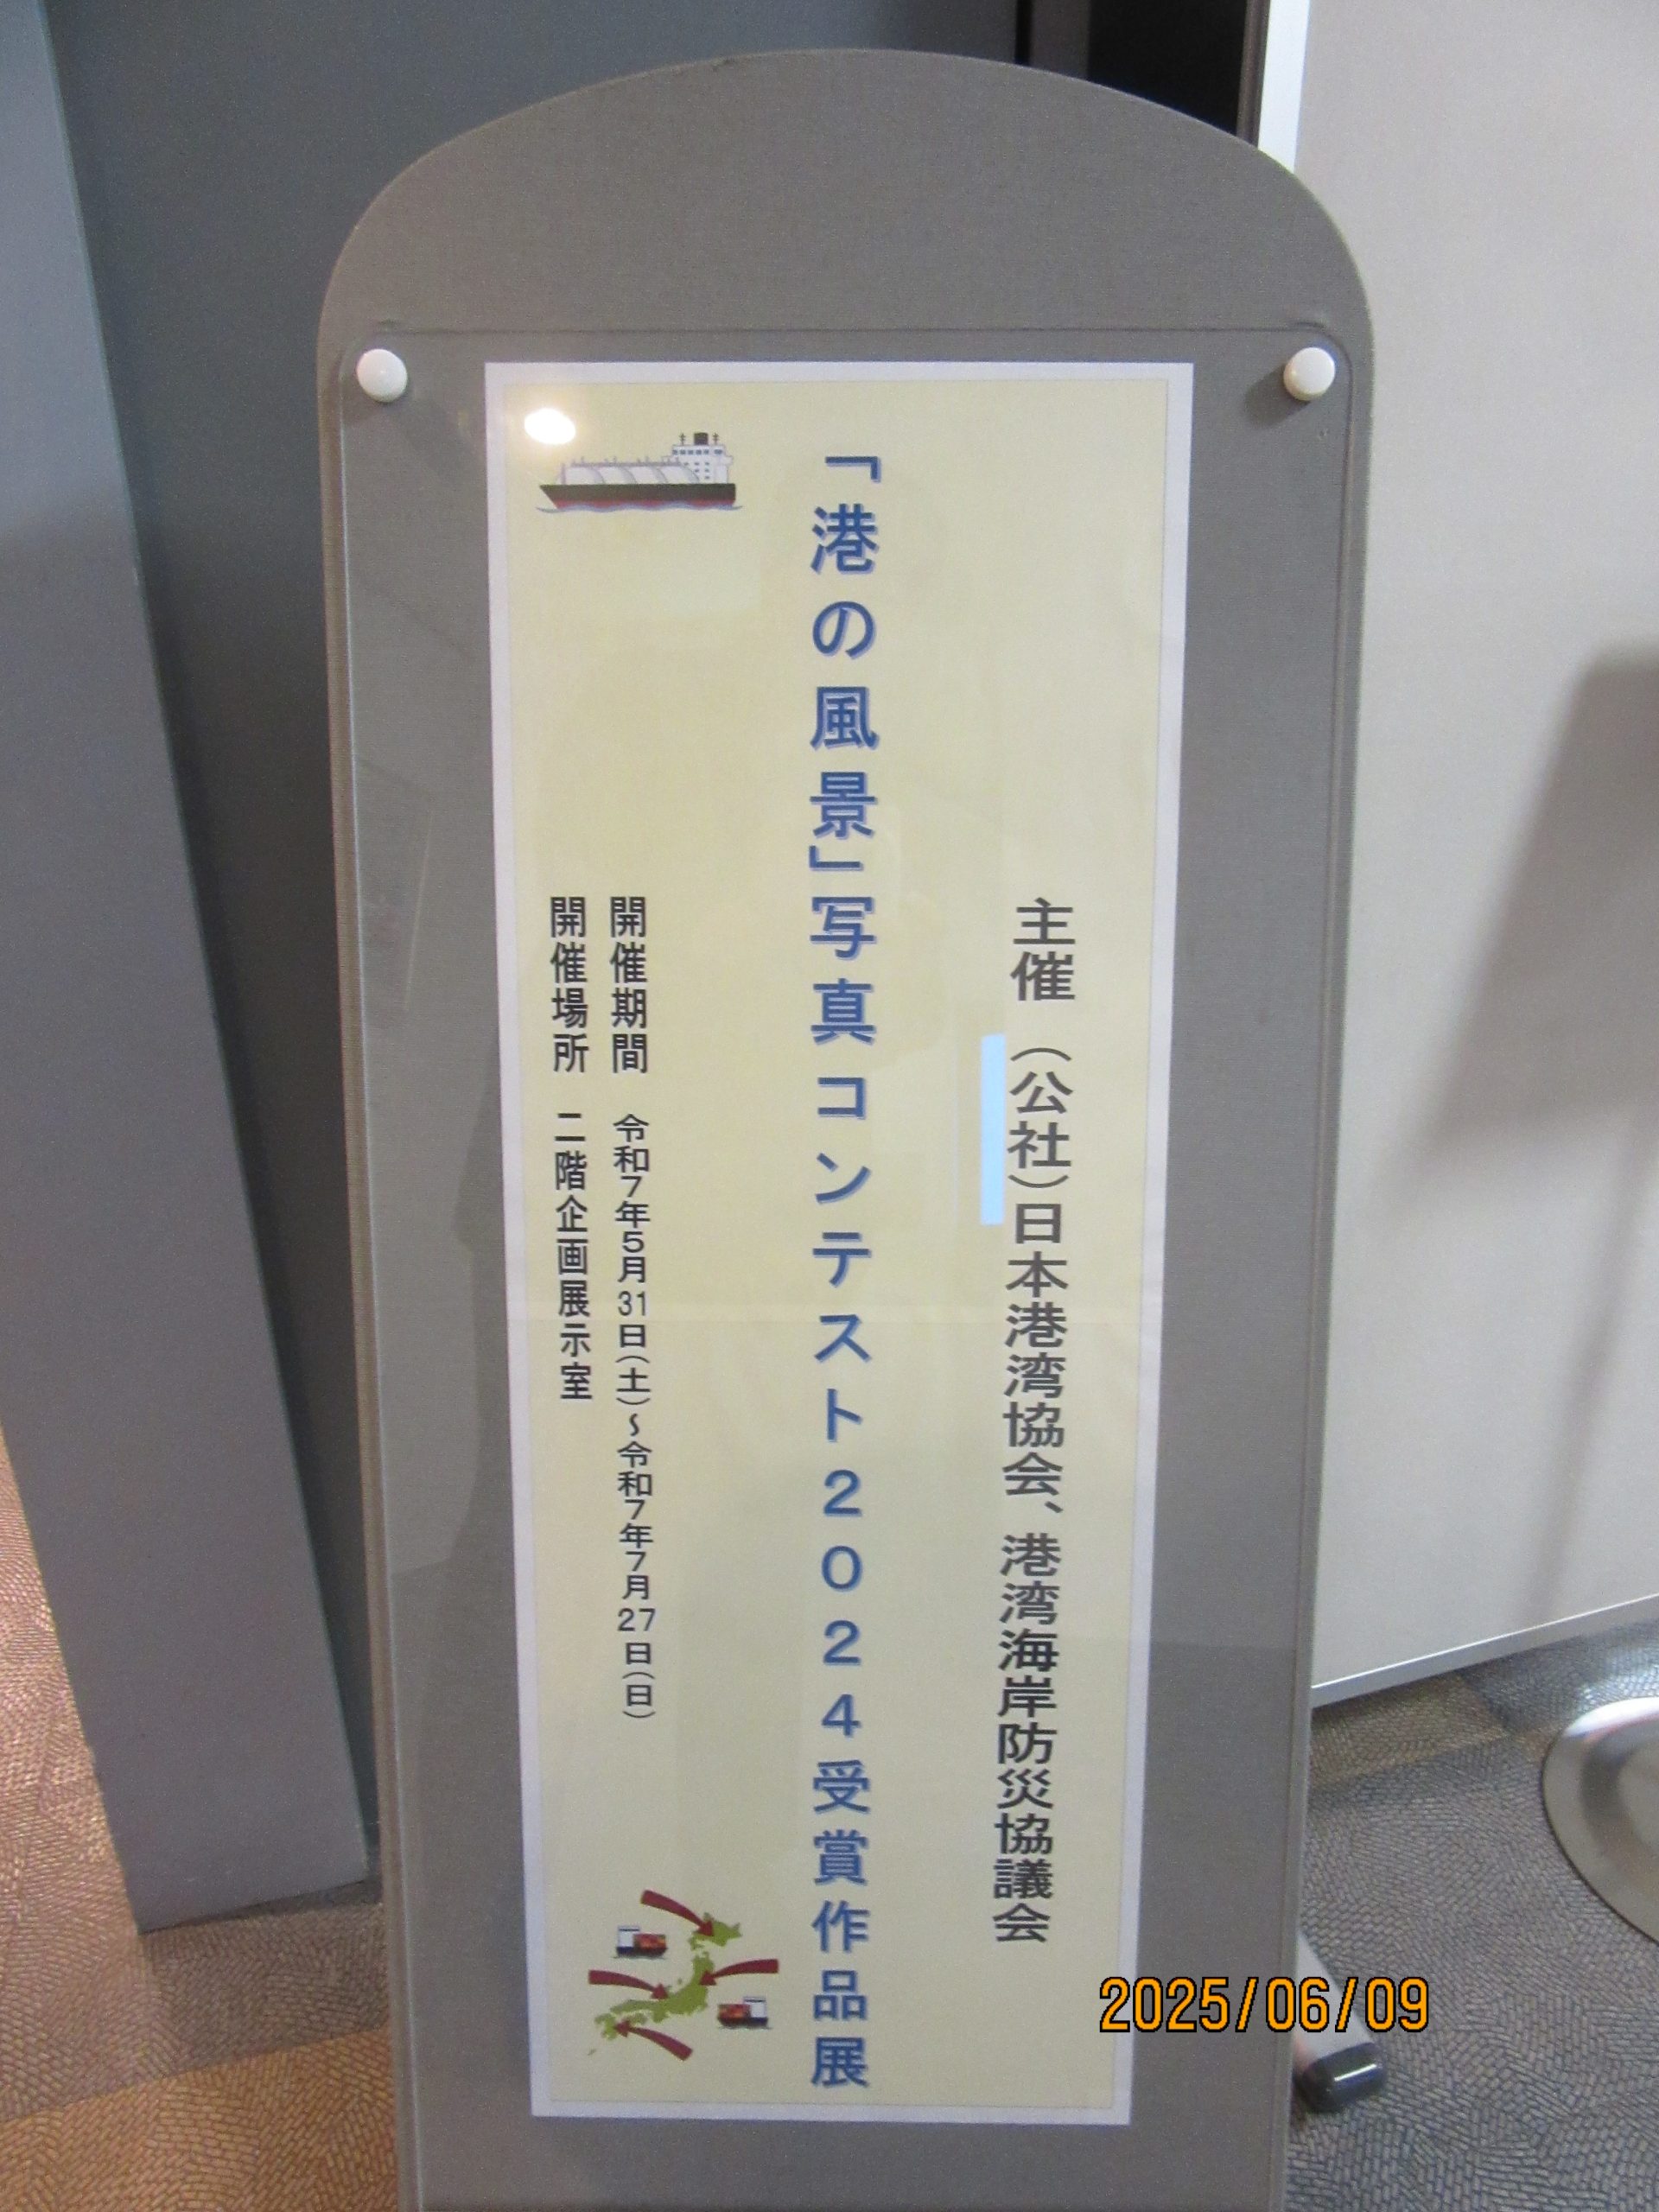 主催 （公社）日本港湾協会、港湾海岸防災協議会
「港の風景」写真コンテスト２０２４受賞作品展
開催期間 令和７年５月31日（土）～令和７年７月27日（日）
開催場所 二階企画展示室
2025/06/09